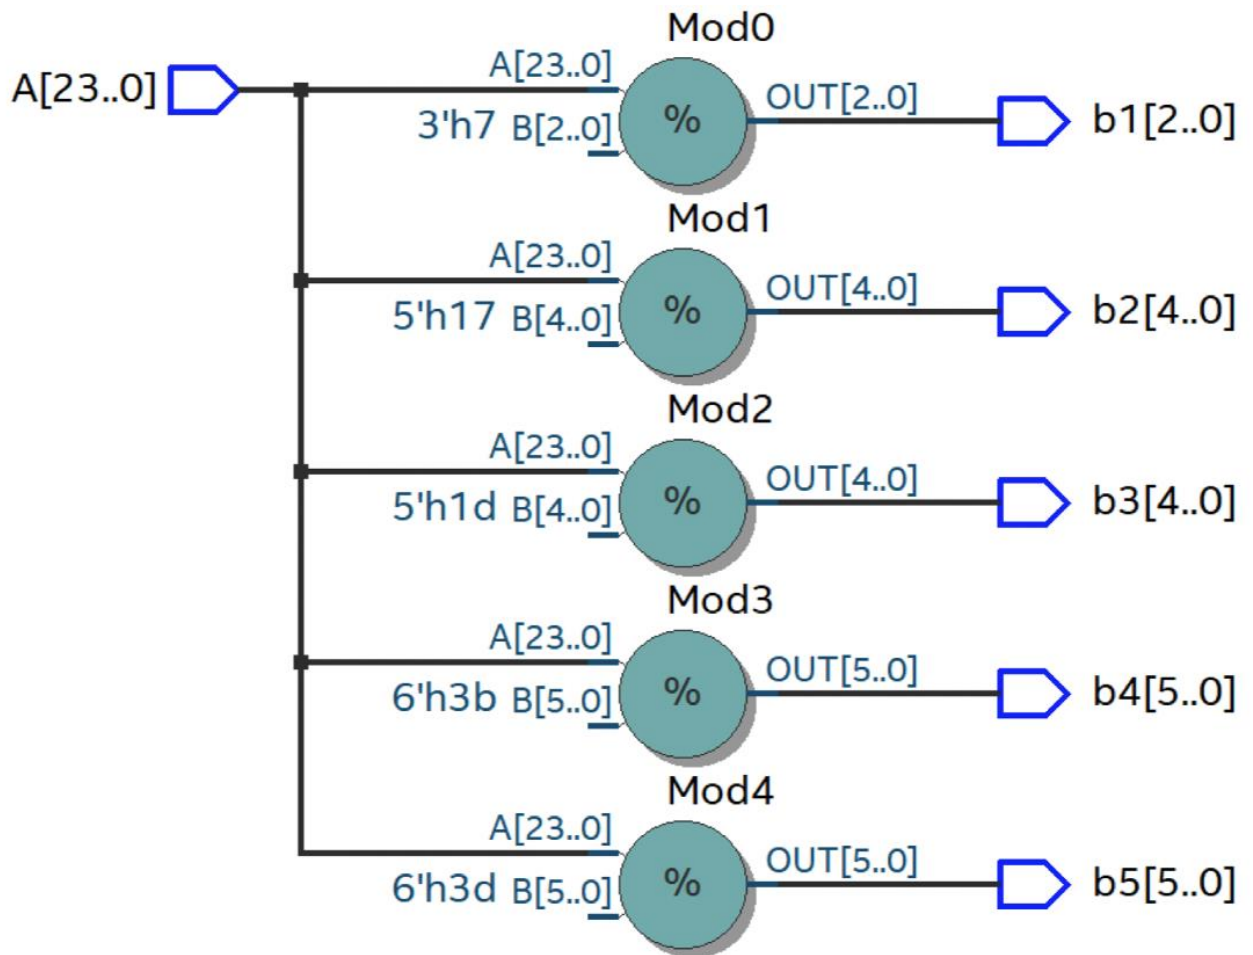 Mod0
A[23..0]
A[23..0]
3'h7 B[2..0]
%
OUT[2..0]
b1[2..0]
Mod1
A[23..0]
5'h17 B[4..0]
%
OUT[4..0]
b2[4..0]
Mod2
A[23..0]
5'h1d B[4..0]
%
OUT[4..0]
b3[4..0]
Mod3
A[23..0]
6'h3b B[5..0]
%
OUT[5..0]
b4[5..0]
Mod4
A[23..0]
6'h3d B[5..0]
%
OUT[5..0]
b5[5..0]